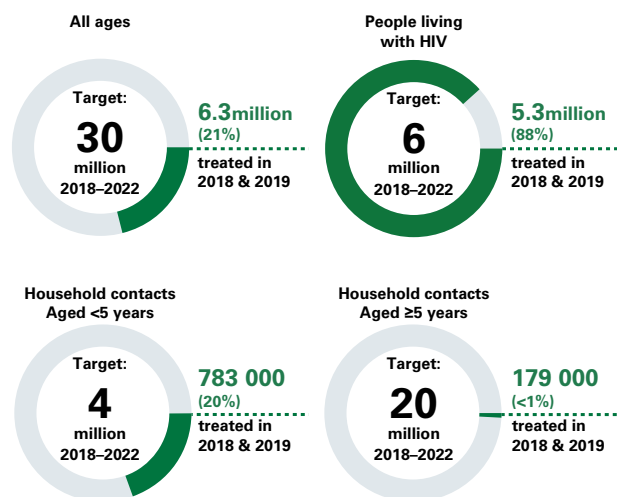 All ages
Target:
30
million
2018–2022
6.3million
(21%)
treated in
2018 & 2019
People living
with HIV
Target:
6
million
2018–2022
5.3million
(88%)
treated in
2018 & 2019
Household contacts
Aged <5 years
Target:
4
million
2018–2022
783 000
(20%)
treated in
2018 & 2019
Household contacts
Aged ≥5 years
Target:
20
million
2018–2022
179 000
(<1%)
treated in
2018 & 2019